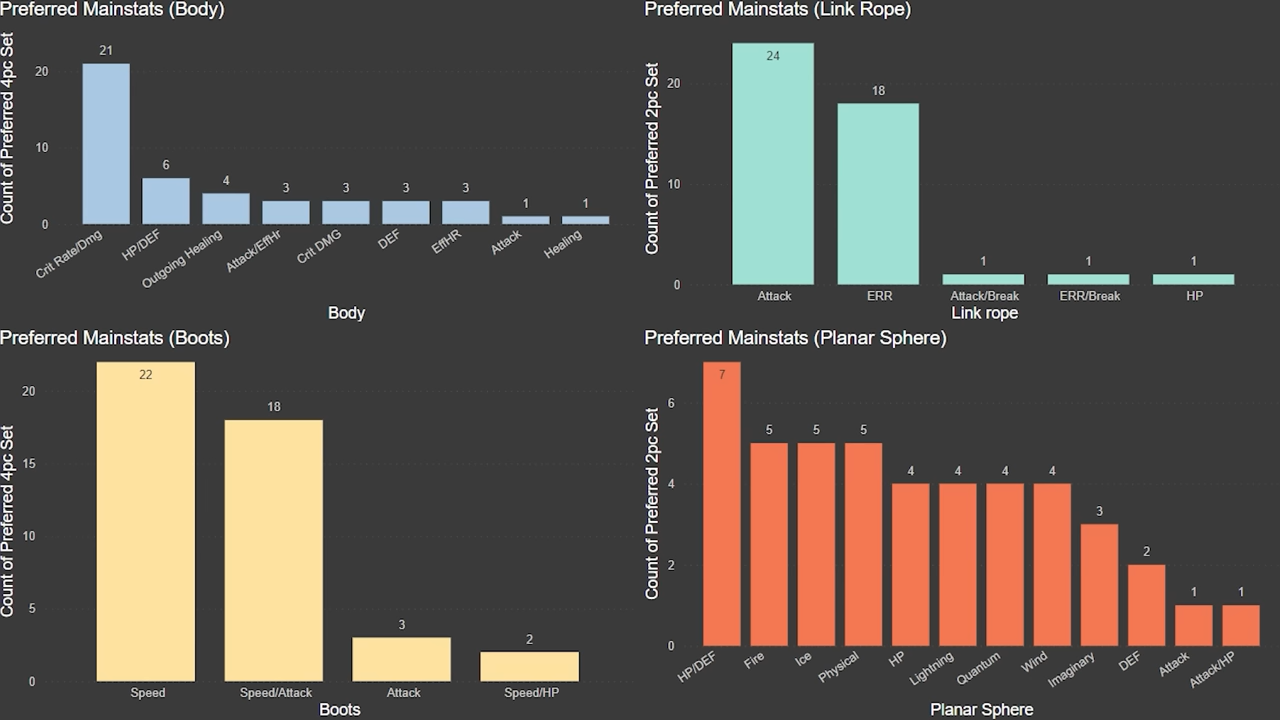 Preferred Mainstats (Body)
Count of Preferred 4pc Set
20
10
0
21
6
4
3
3
3
3
1
1
Crit Rate/Dmg
HP/DEF
Outgoing Healing
Attack/EffHr
Crit DMG
DEF
EffHR
Attack
Healing
Body
Preferred Mainstats (Link Rope)
Count of Preferred 2pc Set
20
10
0
24
18
1
1
1
Attack
ERR
Attack/Break
ERR/Break
HP
Link rope
Preferred Mainstats (Boots)
Count of Preferred 4pc Set
20
15
10
5
0
22
18
3
2
Speed
Speed/Attack
Attack
Speed/HP
Boots
Preferred Mainstats (Planar Sphere)
Count of Preferred 2pc Set
6
4
2
0
7
5
5
5
4
4
4
4
3
2
1
1
HP/DEF
Fire
Ice
Physical
HP
Lightning
Quantum
Wind
Imaginary
DEF
Attack
Attack/HP
Planar Sphere